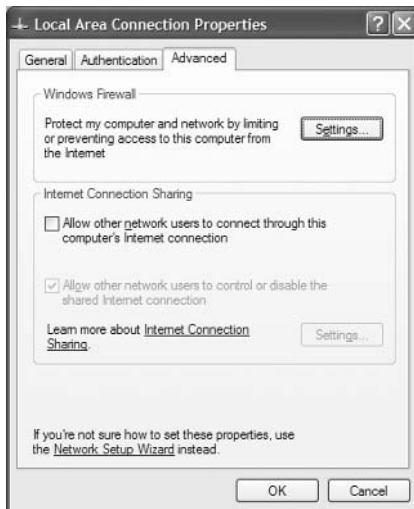 Local Area Connection Properties
General Authentication Advanced
Windows Firewall
Protect my computer and network by limiting
or preventing access to this computer from
the Internet
Settings...
Internet Connection Sharing
Allow other network users to connect through this
computer's Internet connection
Allow other network users to control or disable the
shared Internet connection
Learn more about Internet Connection
Sharing.
Settings...
If you're not sure how to set these properties, use
the Network Setup Wizard instead.
OK Cancel